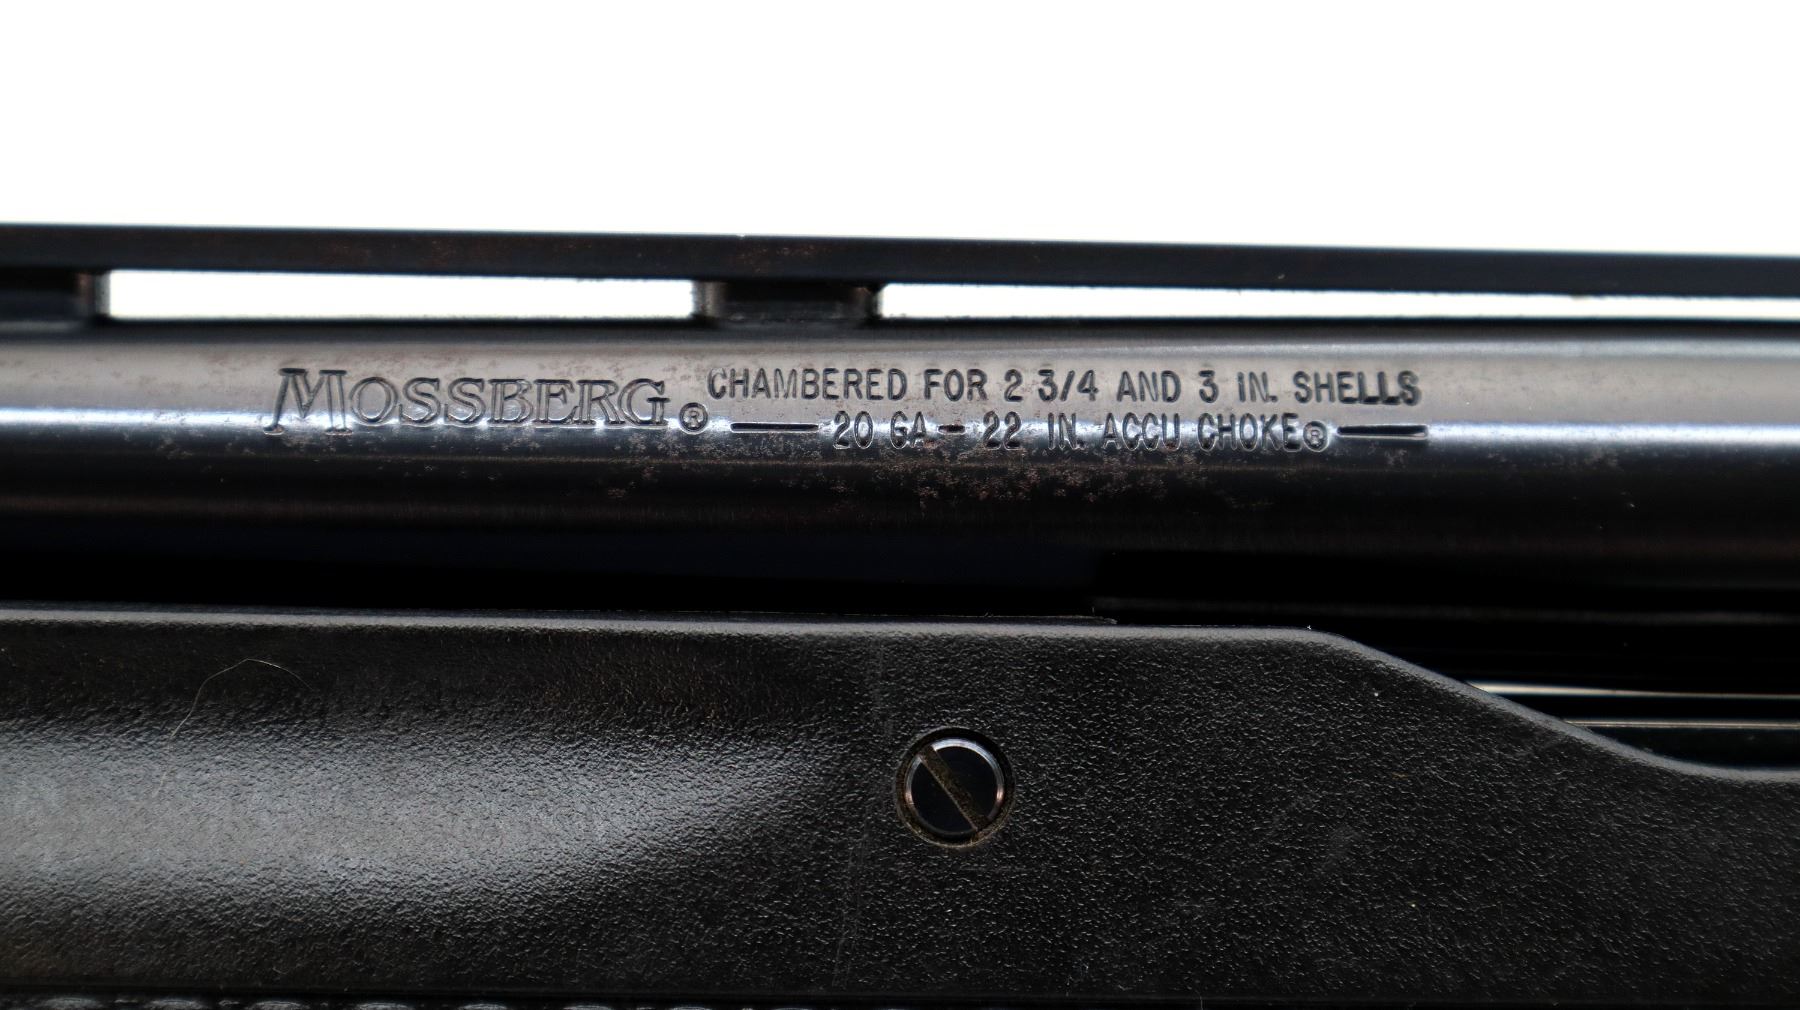 MOSSBERG® CHAMBERED FOR 2 3/4 AND 3 IN. SHELLS
— 20 GA - 22 IN. ACCU CHOKE® —